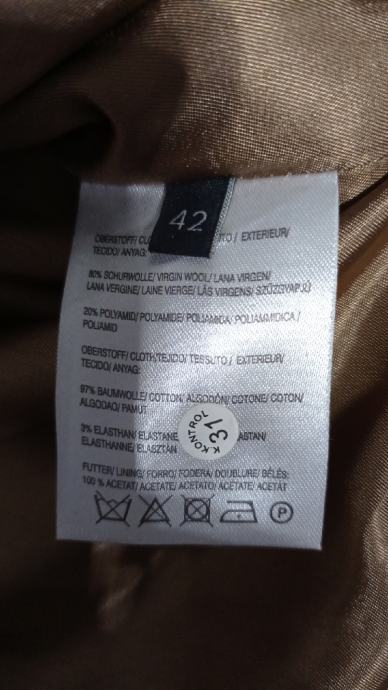 42
OBERSTOFF/ EXTERIEUR/
TECIDO/ ANYAG:
80% SCHURWOLLE/ VIRGIN WOOL/ LANA VIRGEN/
LANA VERGINE/ LAINE VIERGE/ LÃS VIRGENS/ SZŰZGYAPJÚ
20% POLYAMID/ POLYAMIDE/ POLIAMIDA/ POLIAMMIDICA/
POLIAMID
OBERSTOFF/ CLOTH/TEJIDO/ TESSUTO / EXTERIEUR/
TECIDO/ ANYAG:
97% BAUMWOLLE/ COTTON/ ALGODÓN/ COTONE/ COTON/
ALGODAO/ PAMUT
3% ELASTHAN/ ELASTANE
ELASTHANNE/ ELASZTÁN
KONTROL
K 31
FUTTER/ LINING/ FORRO/ FODERA/ DOUBLURE/ BÉLÉS:
100 % ACETAT/ ACETATE/ ACETATO/ ACETATE/ ACETÁT
P